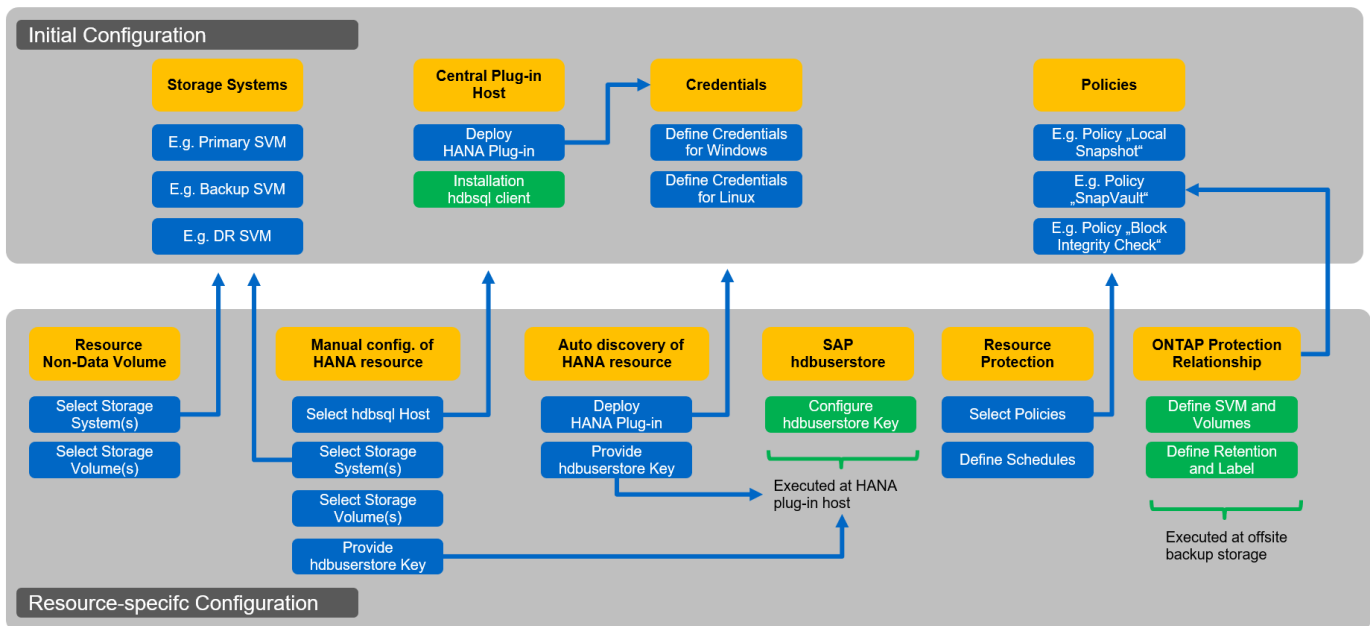 Initial Configuration
Storage Systems
E.g. Primary SVM
E.g. Backup SVM
E.g. DR SVM
Central Plug-in
Host
Deploy
HANA Plug-in
Installation
hdbsql client
Credentials
Define Credentials
for Windows
Define Credentials
for Linux
Policies
E.g. Policy „Local
Snapshot“
E.g. Policy
„SnapVault“
E.g. Policy „Block
Integrity Check“
Resource
Non-Data Volume
Select Storage
System(s)
Select Storage
Volume(s)
Manual config. of
HANA resource
Select hdbsql Host
Select Storage
System(s)
Select Storage
Volume(s)
Provide
hdbuserstore Key
Auto discovery of
HANA resource
Deploy
HANA Plug-in
Provide
hdbuserstore Key
SAP
hdbuserstore
Configure
hdbuserstore Key
Executed at HANA
plug-in host
Resource
Protection
Select Policies
Define Schedules
ONTAP Protection
Relationship
Define SVM and
Volumes
Define Retention
and Label
Executed at offsite
backup storage
Resource-specifc Configuration